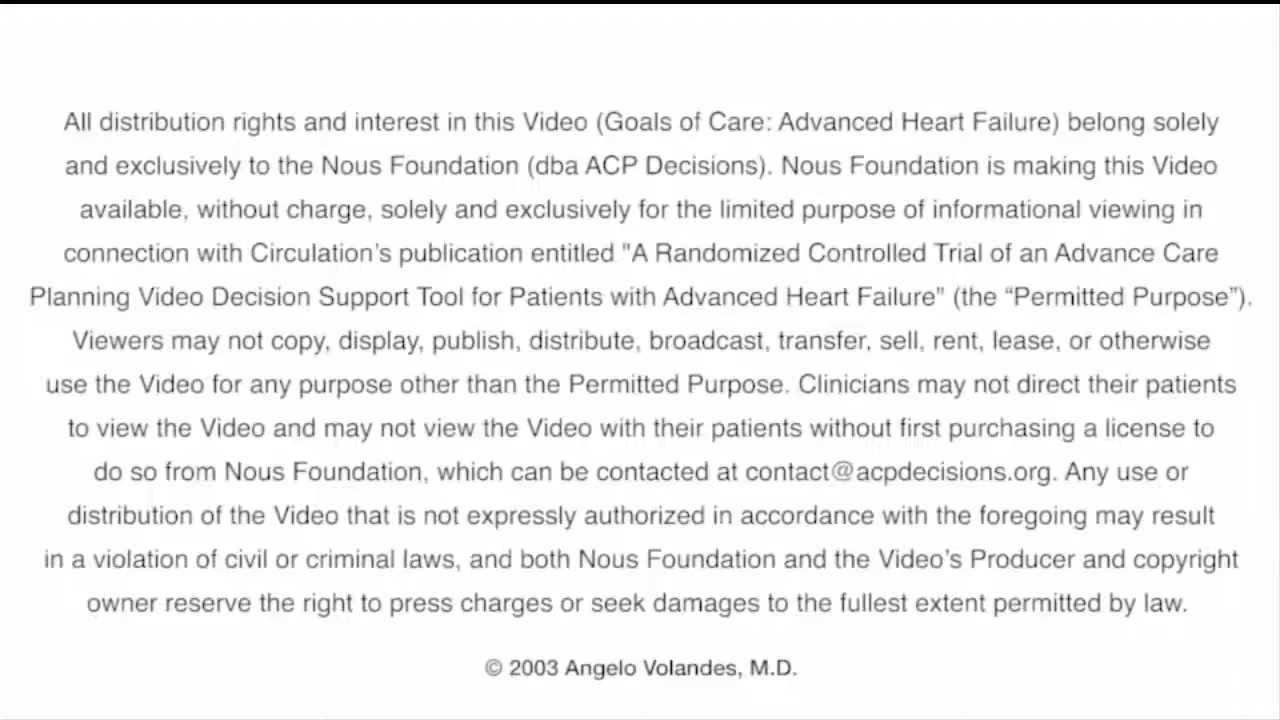 All distribution rights and interest in this Video (Goals of Care: Advanced Heart Failure) belong solely
and exclusively to the Nous Foundation (dba ACP Decisions). Nous Foundation is making this Video
available, without charge, solely and exclusively for the limited purpose of informational viewing in
connection with Circulation's publication entitled "A Randomized Controlled Trial of an Advance Care
Planning Video Decision Support Tool for Patients with Advanced Heart Failure" (the “Permitted Purpose”).
Viewers may not copy, display, publish, distribute, broadcast, transfer, sell, rent, lease, or otherwise
use the Video for any purpose other than the Permitted Purpose. Clinicians may not direct their patients
to view the Video and may not view the Video with their patients without first purchasing a license to
do so from Nous Foundation, which can be contacted at contact@acpdecisions.org. Any use or
distribution of the Video that is not expressly authorized in accordance with the foregoing may result
in a violation of civil or criminal laws, and both Nous Foundation and the Video’s Producer and copyright
owner reserve the right to press charges or seek damages to the fullest extent permitted by law.
© 2003 Angelo Volandes, M.D.